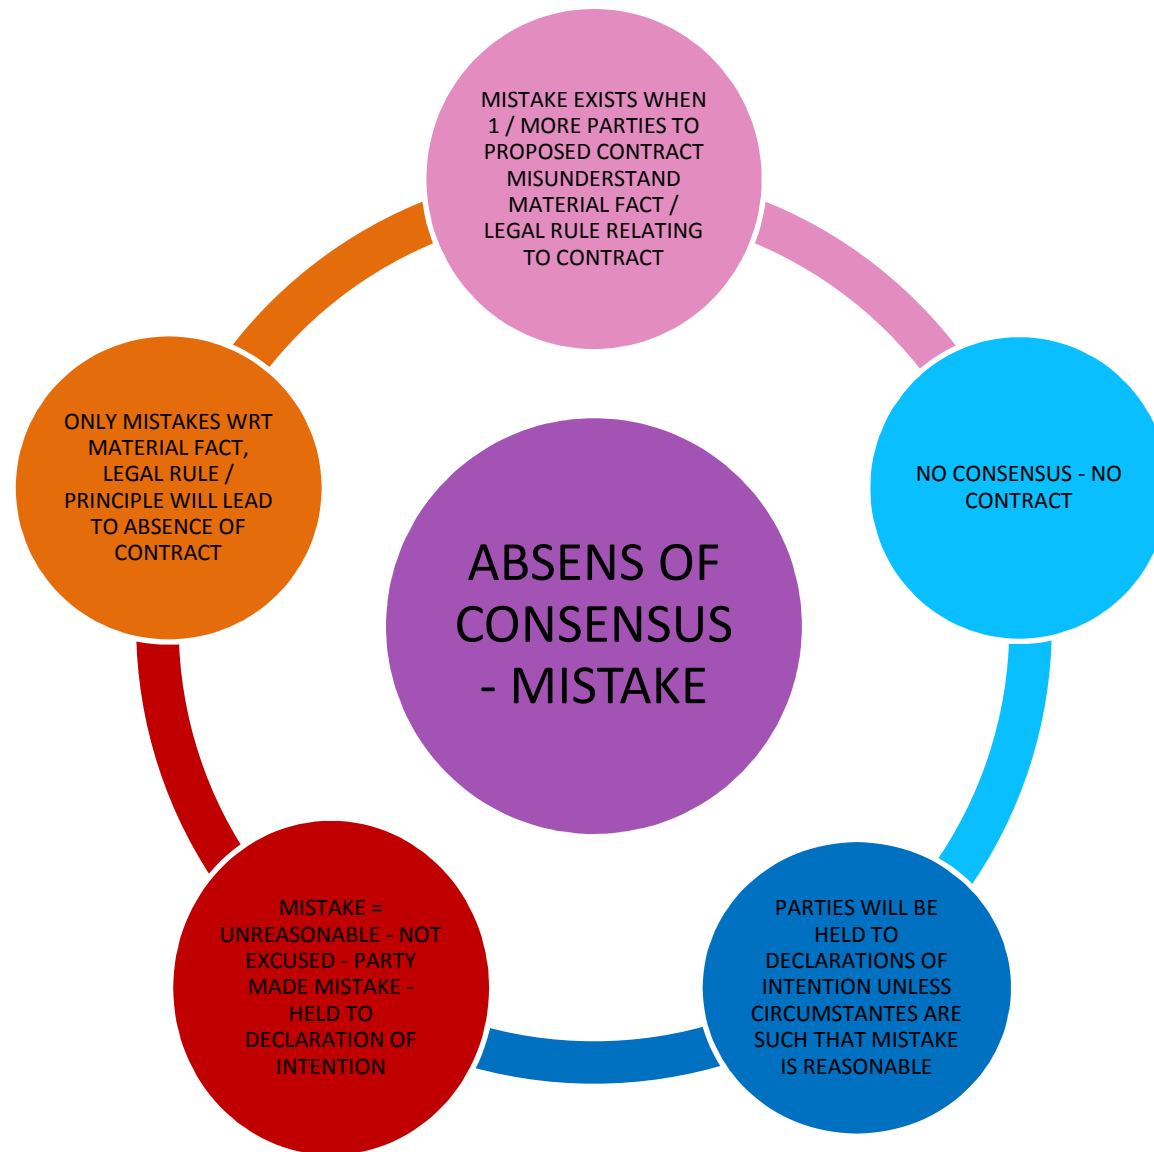 MISTAKE EXISTS WHEN
1 / MORE PARTIES TO
PROPOSED CONTRACT
MISUNDERSTAND
MATERIAL FACT /
LEGAL RULE RELATING
TO CONTRACT
NO CONSENSUS - NO
CONTRACT
PARTIES WILL BE
HELD TO
DECLARATIONS OF
INTENTION UNLESS
CIRCUMSTANTES ARE
SUCH THAT MISTAKE
IS REASONABLE
MISTAKE =
UNREASONABLE - NOT
EXCUSED - PARTY
MADE MISTAKE -
HELD TO
DECLARATION OF
INTENTION
ONLY MISTAKES WRT
MATERIAL FACT,
LEGAL RULE /
PRINCIPLE WILL LEAD
TO ABSENCE OF
CONTRACT
ABSENS OF
CONSENSUS
- MISTAKE